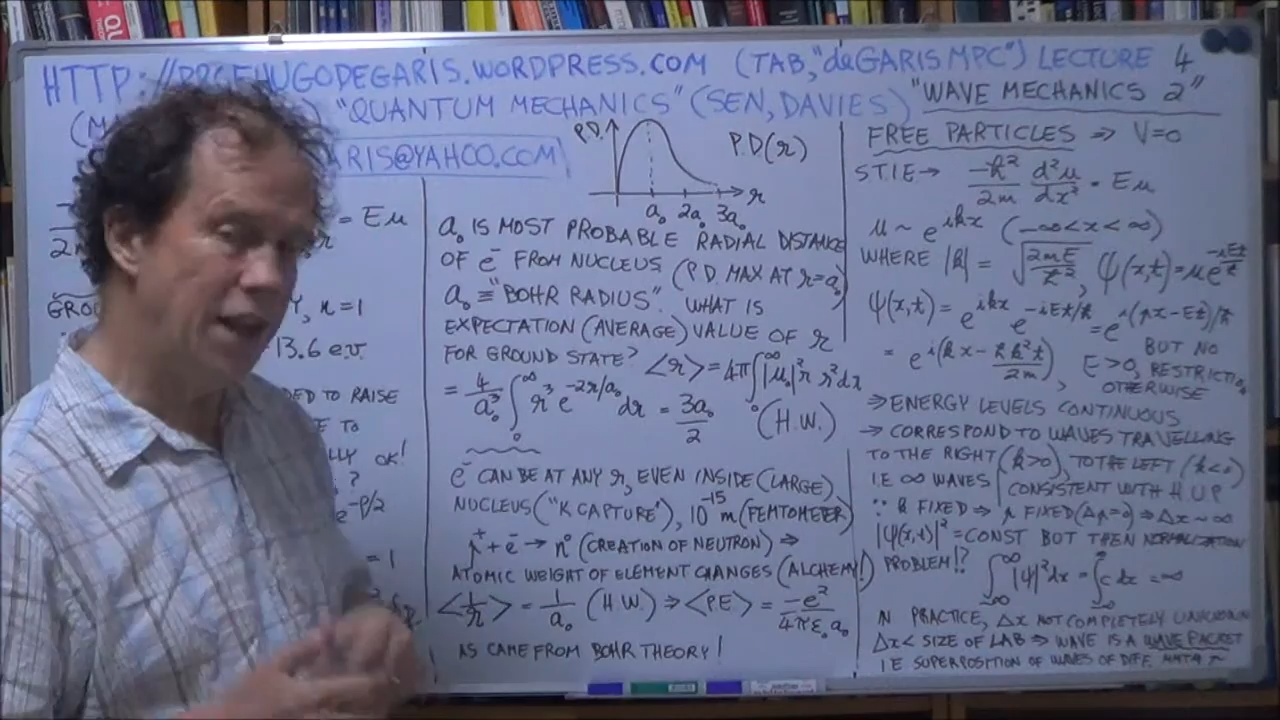 HTTP://PROFHUGODEGARIS.WORDPRESS.COM (TAB, "deGARIS MPC") LECTURE 4
"QUANTUM MECHANICS" (SEN, DAVIES) "WAVE MECHANICS 2"
ARIS@YAHOO.COM
= Eu
n=1
13.6 e.v.
DED TO RAISE
E TO
LLY OK!
?
e^{-ρ/2}
= 1
P.D.
P.D(r)
a₀ 2a₀ 3a₀ r
a₀ IS MOST PROBABLE RADIAL DISTANCE
OF e⁻ FROM NUCLEUS (P.D. MAX AT r=a₀)
a₀ ≡ "BOHR RADIUS". WHAT IS
EXPECTATION (AVERAGE) VALUE OF r
FOR GROUND STATE? <r> = 4π∫₀^∞ |u₀|² r r² dr
= 4/a₀³ ∫₀^∞ r³ e^{-2r/a₀} dr = 3a₀/2 (H.W.)
e⁻ CAN BE AT ANY r, EVEN INSIDE (LARGE)
NUCLEUS ("K CAPTURE"), 10⁻¹⁵ m (FEMTOMETER)
p⁺ + e⁻ → n⁰ (CREATION OF NEUTRON) ⇒
ATOMIC WEIGHT OF ELEMENT CHANGES (ALCHEMY!)
<1/r> = 1/a₀ (H.W.) ⇒ <PE> = -e²/4πε₀a₀
AS CAME FROM BOHR THEORY!
FREE PARTICLES ⇒ V=0
S.T.I.E → -ħ²/2m d²u/dx² = Eu
u ~ e^{ikx} (-∞<x<∞)
WHERE |k| = √(2mE/ħ²), ψ(x,t)=u e^{-iEt/ħ}
ψ(x,t) = e^{ikx} e^{-iEt/ħ} = e^{i(px-Et)/ħ}
= e^{i(kx - ħk²t/2m)}, E>0, BUT NO RESTRICTIO. OTHERWISE
⇒ ENERGY LEVELS CONTINUOUS
→ CORRESPOND TO WAVES TRAVELLING
TO THE RIGHT (k>0), TO THE LEFT (k<0)
I.E ∞ WAVES CONSISTENT WITH H.U.P
∵ k FIXED ⇒ p FIXED (Δp=0) ⇒ Δx ~ ∞
|ψ(x,t)|² = CONST BUT THEN NORMALIZATION
PROBLEM!? ∫_{-∞}^∞ |ψ|² dx = ∫_{-∞}^∞ c dx = ∞
IN PRACTICE, Δx NOT COMPLETELY UNKNOWN
Δx < SIZE OF LAB ⇒ WAVE IS A WAVE PACKET
I.E SUPERPOSITION OF WAVES OF DIFF.